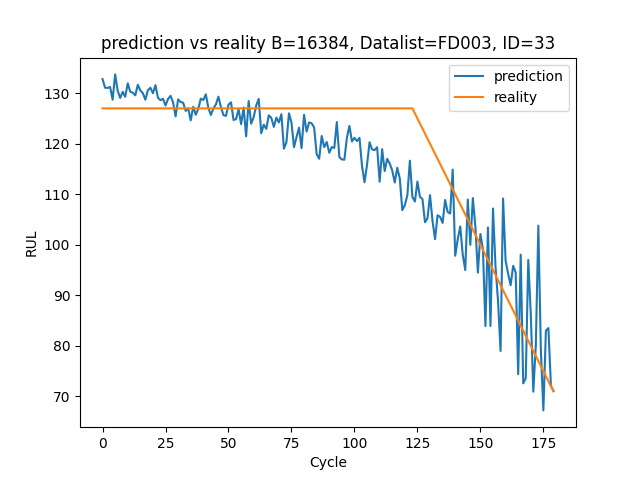 prediction vs reality B=16384, Datalist=FD003, ID=33
prediction
reality
RUL
130
120
110
100
90
80
70
0 25 50 75 100 125 150 175
Cycle